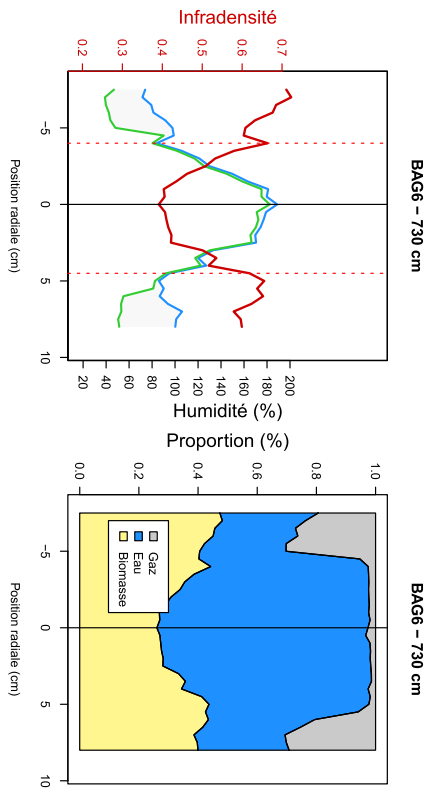 Infradensité
0.2 0.3 0.4 0.5 0.6 0.7
BAG6 − 730 cm
−5 0 5 10
Position radiale (cm)
20 40 60 80 100 120 140 160 180 200
Humidité (%)
Proportion (%)
0.0 0.2 0.4 0.6 0.8 1.0
BAG6 − 730 cm
Gaz
Eau
Biomasse
−5 0 5 10
Position radiale (cm)